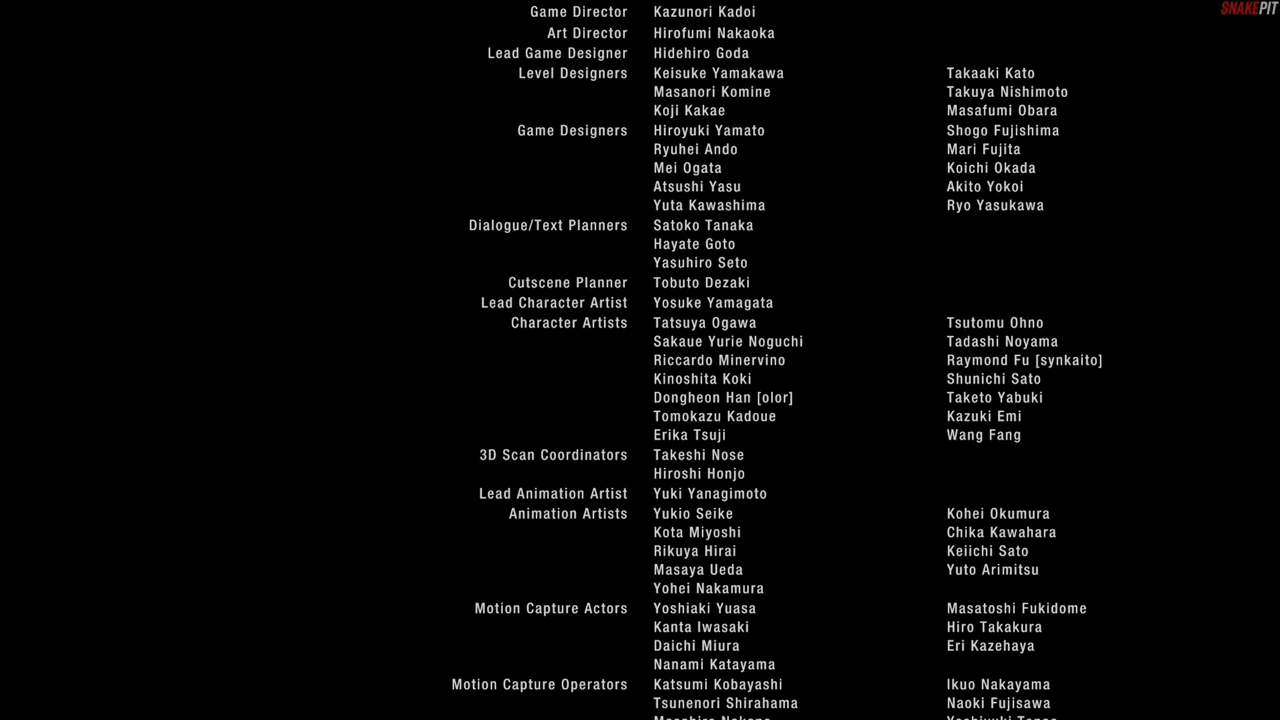 SNAKEPIT
Game Director Kazunori Kadoi
Art Director Hirofumi Nakaoka
Lead Game Designer Hidehiro Goda
Level Designers Keisuke Yamakawa Takaaki Kato
Masanori Komine Takuya Nishimoto
Koji Kakae Masafumi Obara
Game Designers Hiroyuki Yamato Shogo Fujishima
Ryuhei Ando Mari Fujita
Mei Ogata Koichi Okada
Atsushi Yasu Akito Yokoi
Yuta Kawashima Ryo Yasukawa
Dialogue/Text Planners Satoko Tanaka
Hayate Goto
Yasuhiro Seto
Cutscene Planner Tobuto Dezaki
Lead Character Artist Yosuke Yamagata
Character Artists Tatsuya Ogawa Tsutomu Ohno
Sakaue Yurie Noguchi Tadashi Noyama
Riccardo Minervino Raymond Fu [synkaito]
Kinoshita Koki Shunichi Sato
Dongheon Han [olor] Taketo Yabuki
Tomokazu Kadoue Kazuki Emi
Erika Tsuji Wang Fang
3D Scan Coordinators Takeshi Nose
Hiroshi Honjo
Lead Animation Artist Yuki Yanagimoto
Animation Artists Yukio Seike Kohei Okumura
Kota Miyoshi Chika Kawahara
Rikuya Hirai Keiichi Sato
Masaya Ueda Yuto Arimitsu
Yohei Nakamura
Motion Capture Actors Yoshiaki Yuasa Masatoshi Fukidome
Kanta Iwasaki Hiro Takakura
Daichi Miura Eri Kazehaya
Nanami Katayama
Motion Capture Operators Katsumi Kobayashi Ikuo Nakayama
Tsunenori Shirahama Naoki Fujisawa